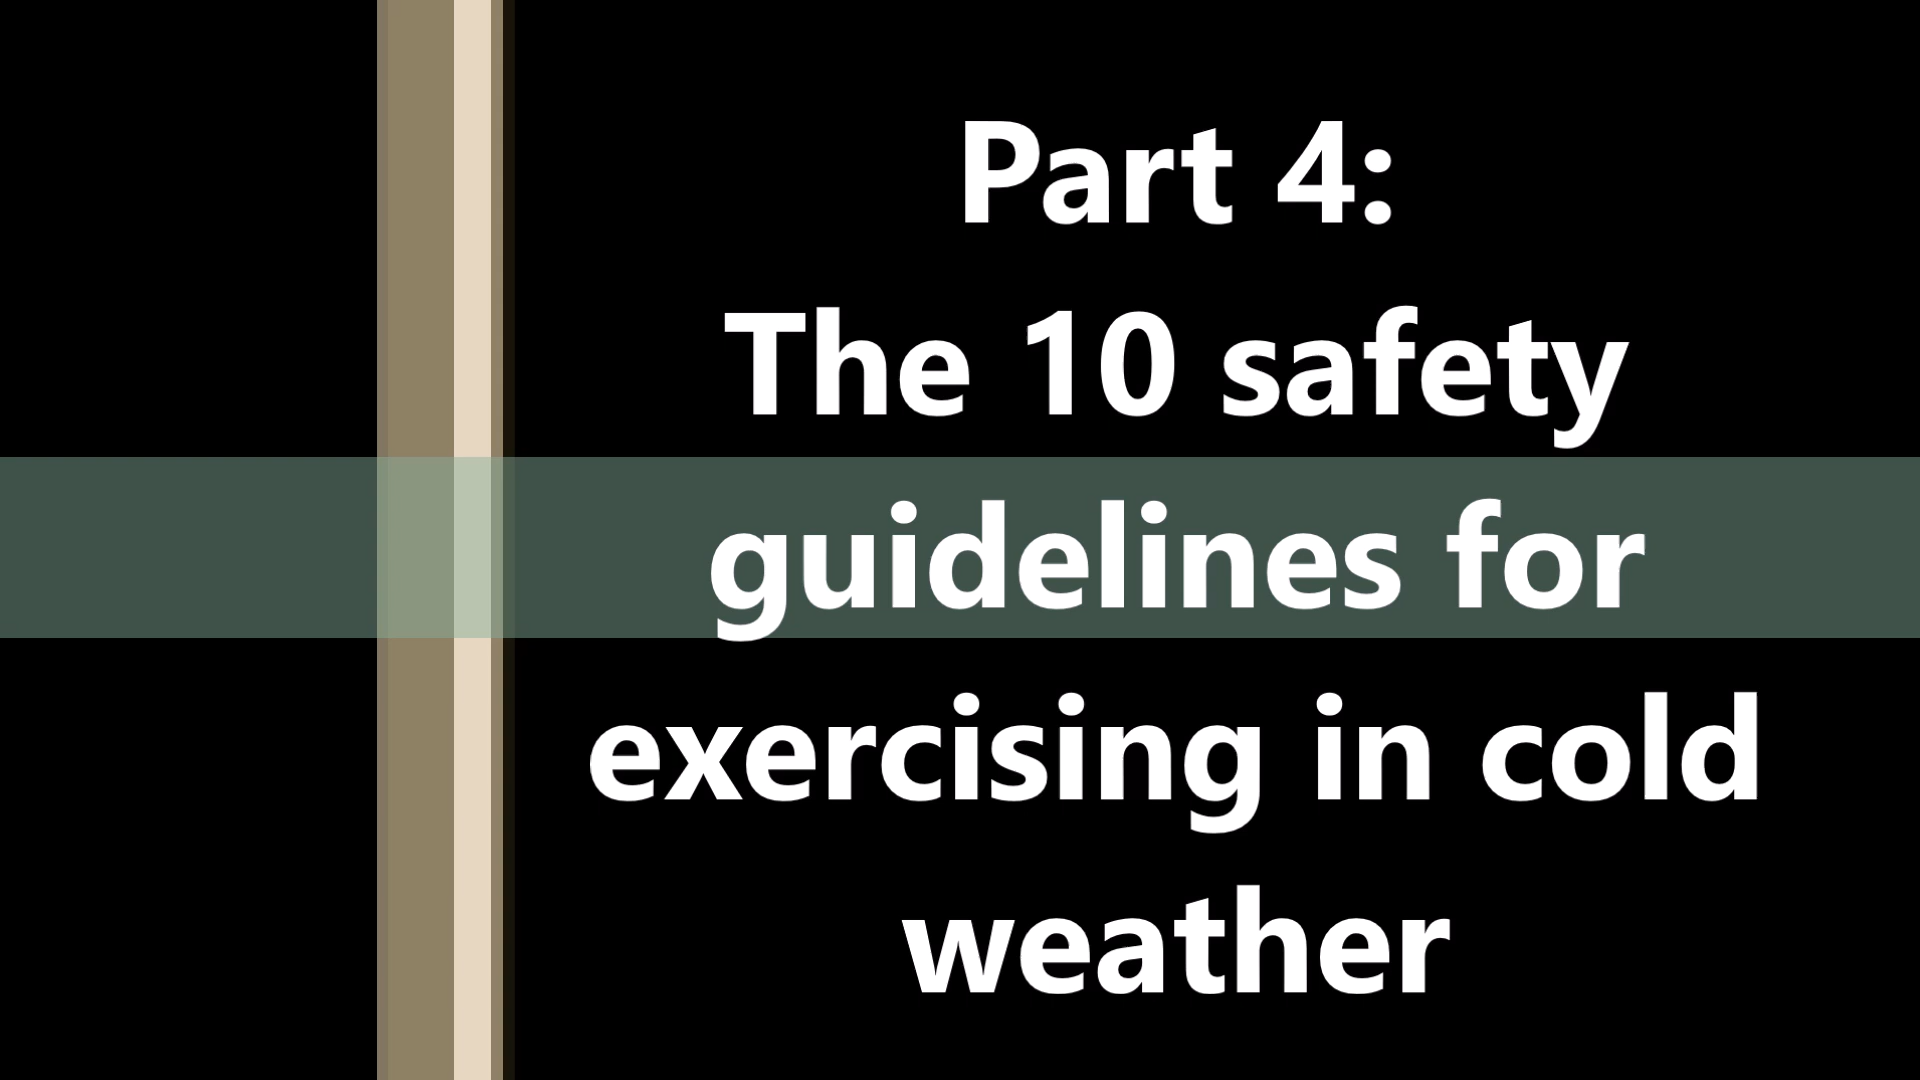 Part 4:
The 10 safety
guidelines for
exercising in cold
weather